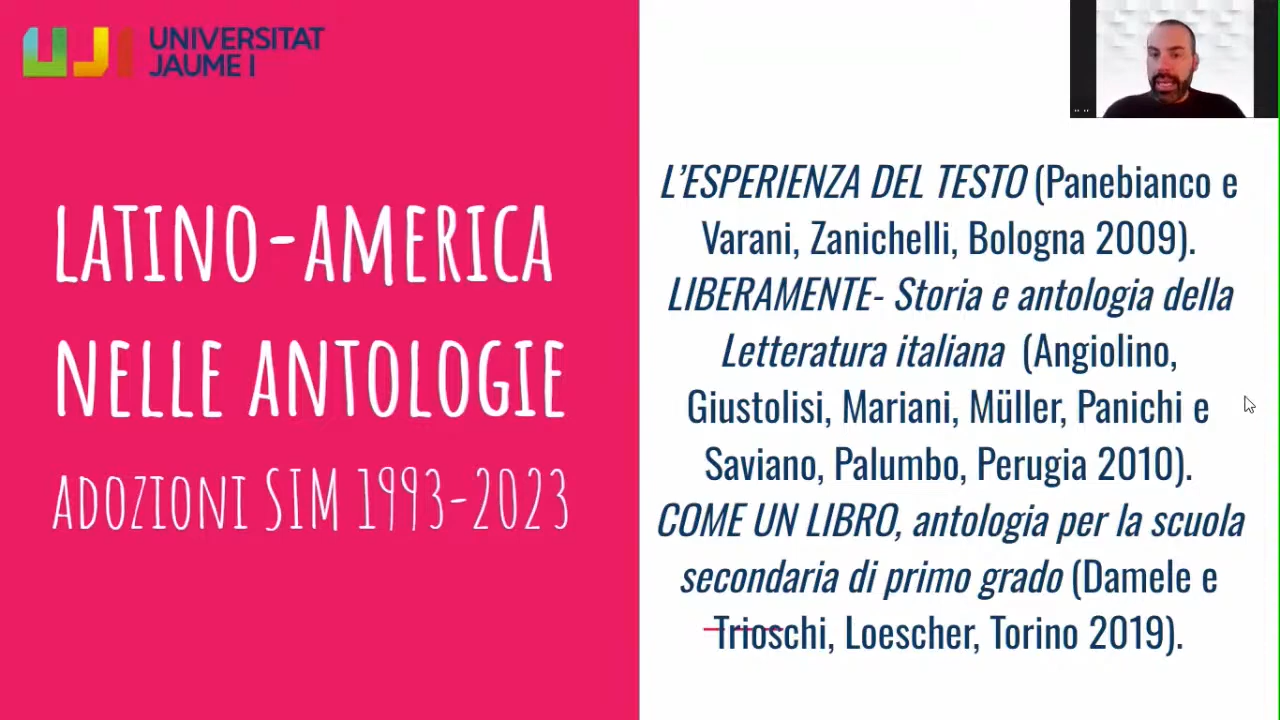 UJI UNIVERSITAT
JAUME I
LATINO-AMERICA
NELLE ANTOLOGIE
ADOZIONI SIM 1993-2023
L'ESPERIENZA DEL TESTO (Panebianco e
Varani, Zanichelli, Bologna 2009).
LIBERAMENTE- Storia e antologia della
Letteratura italiana (Angiolino,
Giustolisi, Mariani, Müller, Panichi e
Saviano, Palumbo, Perugia 2010).
COME UN LIBRO, antologia per la scuola
secondaria di primo grado (Damele e
Trioschi, Loescher, Torino 2019).